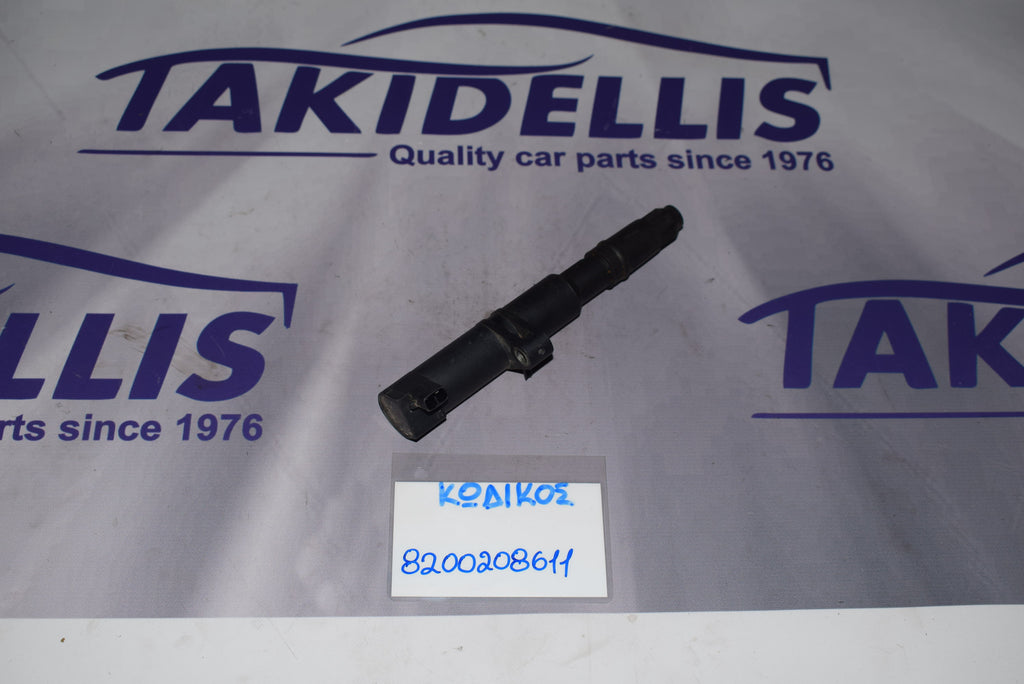 TAKIDELLIS
Quality car parts since 1976
LLIS
rts since 1976
TAK
ΚΩΔΙΚΟΣ
8200208611